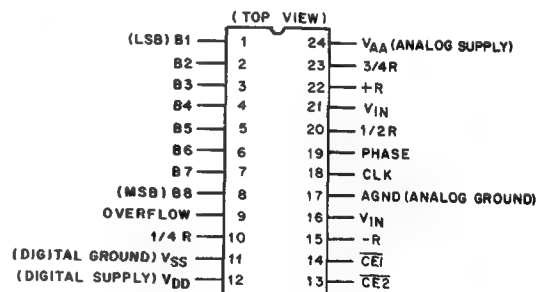 (TOP VIEW)
(LSB) B1 1 24 VAA (ANALOG SUPPLY)
B2 2 23 3/4R
B3 3 22 +R
B4 4 21 VIN
B5 5 20 1/2R
B6 6 19 PHASE
B7 7 18 CLK
(MSB) B8 8 17 AGND (ANALOG GROUND)
OVERFLOW 9 16 VIN
1/4 R 10 15 -R
(DIGITAL GROUND) VSS 11 14 CE1
(DIGITAL SUPPLY) VDD 12 13 CE2